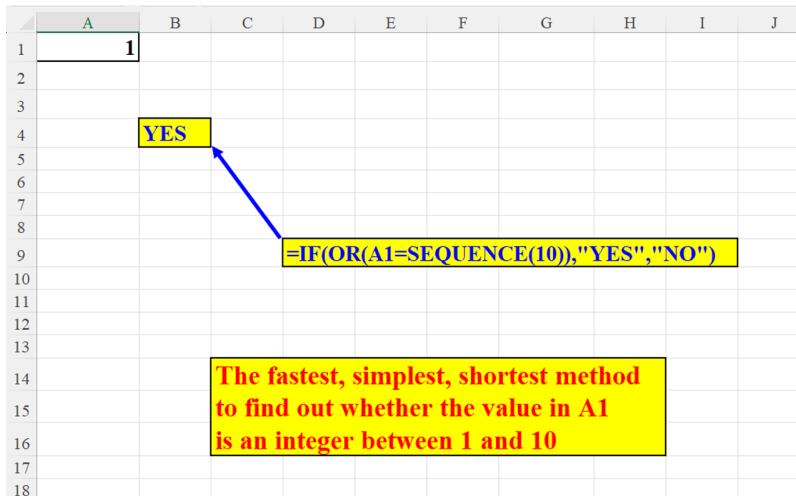 A B C D E F G H I J
1 1
2
3
4 YES
5
6
7
8
9 =IF(OR(A1=SEQUENCE(10)),"YES","NO")
10
11
12
13
14 The fastest, simplest, shortest method
15 to find out whether the value in A1
16 is an integer between 1 and 10
17
18